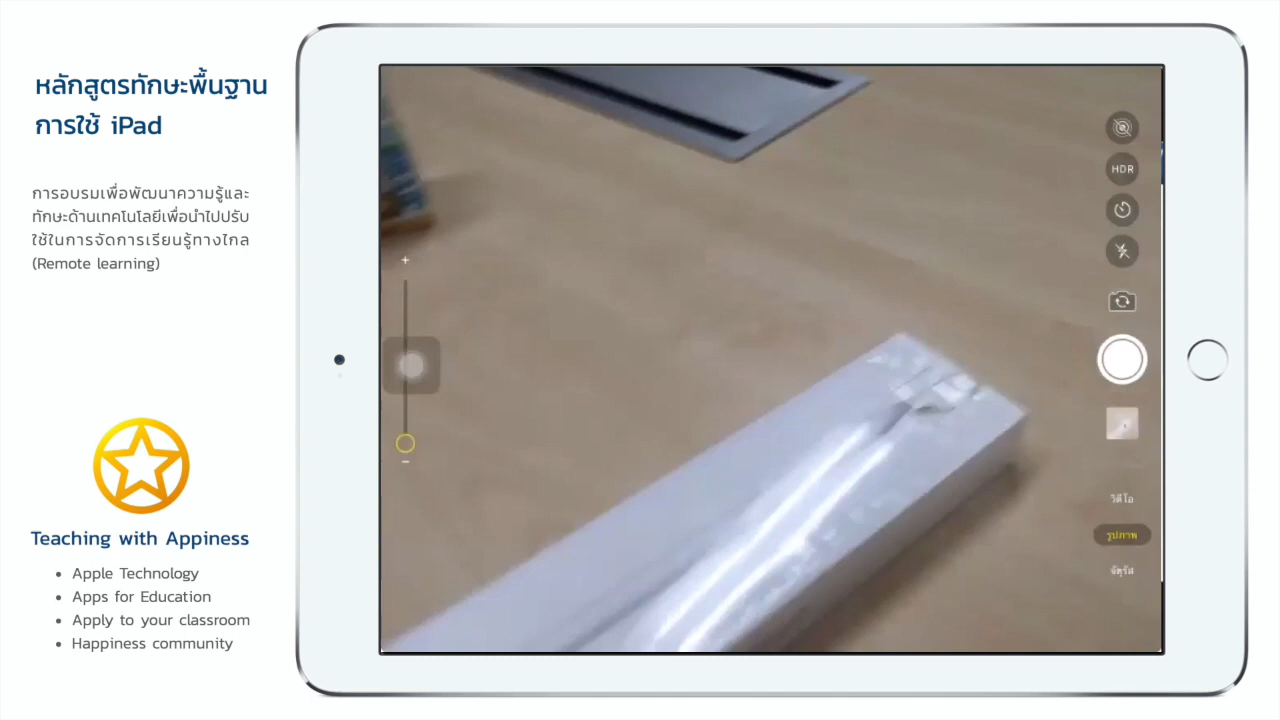 หลักสูตรทักษะพื้นฐาน
การใช้ iPad
การอบรมเพื่อพัฒนาความรู้และ
ทักษะด้านเทคโนโลยีเพื่อนำไปปรับ
ใช้ในการจัดการเรียนรู้ทางไกล
(Remote learning)
Teaching with Appiness
• Apple Technology
• Apps for Education
• Apply to your classroom
• Happiness community
HDR
วิดีโอ
รูปภาพ
จัตุรัส